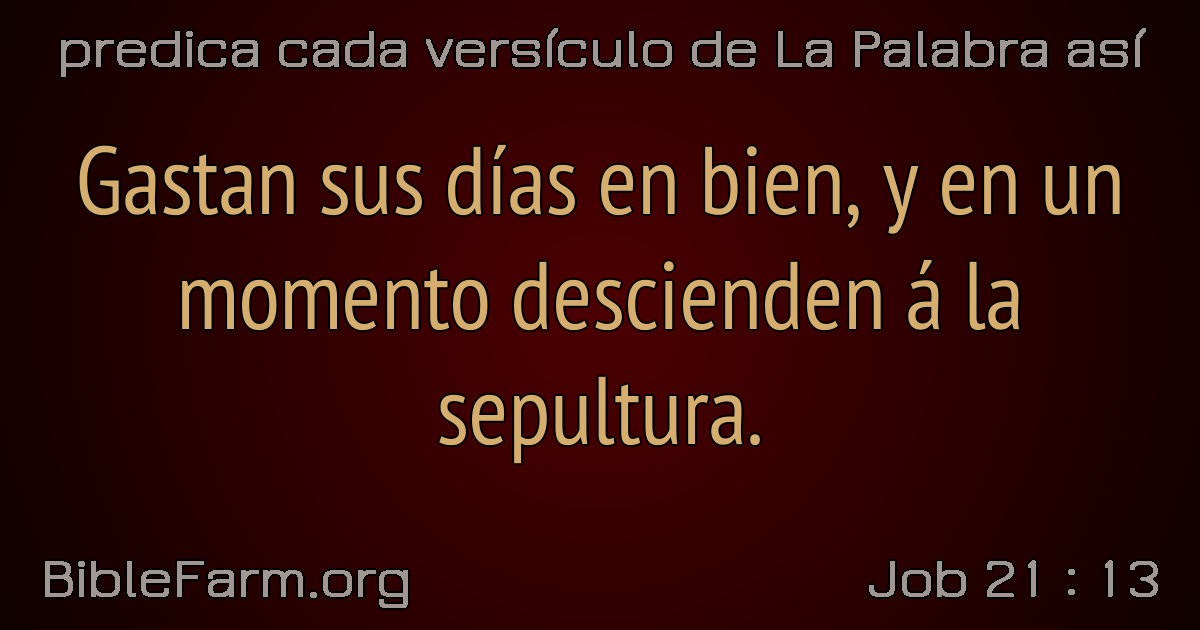 predica cada versículo de La Palabra así
Gastan sus días en bien, y en un
momento descienden á la
sepultura.
BibleFarm.org
Job 21 : 13